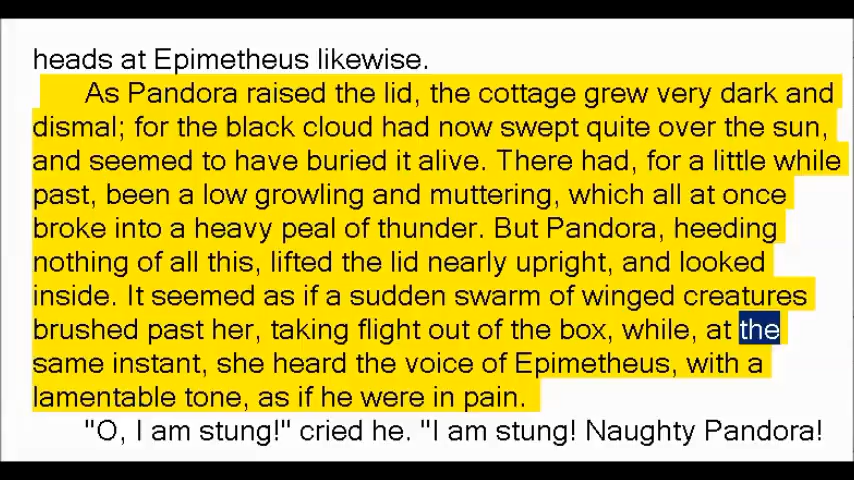 heads at Epimetheus likewise.
As Pandora raised the lid, the cottage grew very dark and
dismal; for the black cloud had now swept quite over the sun,
and seemed to have buried it alive. There had, for a little while
past, been a low growling and muttering, which all at once
broke into a heavy peal of thunder. But Pandora, heeding
nothing of all this, lifted the lid nearly upright, and looked
inside. It seemed as if a sudden swarm of winged creatures
brushed past her, taking flight out of the box, while, at the
same instant, she heard the voice of Epimetheus, with a
lamentable tone, as if he were in pain.
"O, I am stung!" cried he. "I am stung! Naughty Pandora!